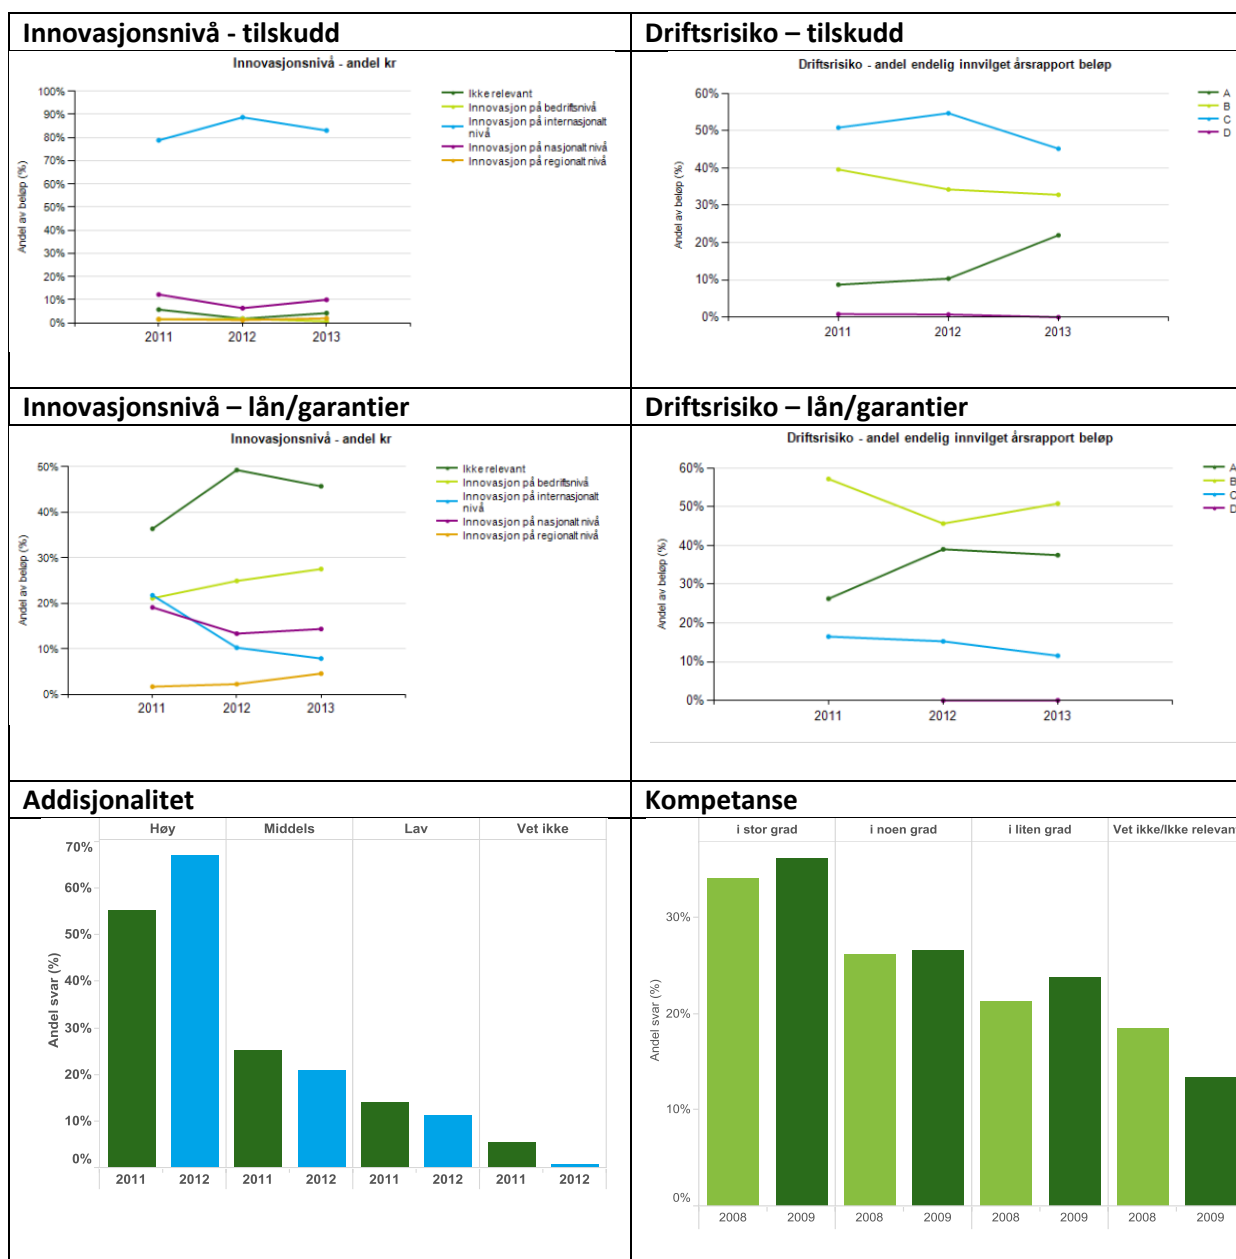 Innovasjonsnivå - tilskudd
Innovasjonsnivå - andel kr
Andel av beløp (%)
100%
90%
80%
70%
60%
50%
40%
30%
20%
10%
0%
2011 2012 2013
Ikke relevant
Innovasjon på bedriftsnivå
Innovasjon på internasjonalt
nivå
Innovasjon på nasjonalt nivå
Innovasjon på regionalt nivå
Driftsrisiko – tilskudd
Driftsrisiko - andel endelig innvilget årsrapport beløp
Andel av beløp (%)
60%
50%
40%
30%
20%
10%
0%
2011 2012 2013
A
B
C
D
Innovasjonsnivå – lån/garantier
Innovasjonsnivå - andel kr
Andel av beløp (%)
50%
40%
30%
20%
10%
0%
2011 2012 2013
Ikke relevant
Innovasjon på bedriftsnivå
Innovasjon på internasjonalt
nivå
Innovasjon på nasjonalt nivå
Innovasjon på regionalt nivå
Driftsrisiko – lån/garantier
Driftsrisiko - andel endelig innvilget årsrapport beløp
Andel av beløp (%)
60%
50%
40%
30%
20%
10%
0%
2011 2012 2013
A
B
C
D
Addisjonalitet
Høy Middels Lav Vet ikke
Andel svar (%)
70%
60%
50%
40%
30%
20%
10%
0%
2011 2012 2011 2012 2011 2012 2011 2012
Kompetanse
i stor grad i noen grad i liten grad Vet ikke/Ikke relevant
Andel svar (%)
30%
20%
10%
0%
2008 2009 2008 2009 2008 2009 2008 2009